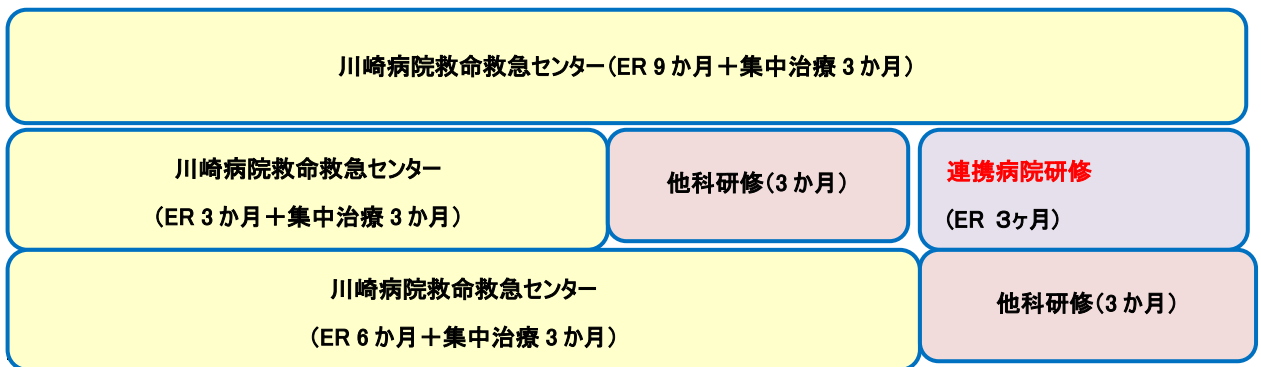 川崎病院救命救急センター（ER 9 か月＋集中治療 3 か月）
川崎病院救命救急センター
（ER 3 か月＋集中治療 3 か月）
他科研修（3 か月）
連携病院研修
(ER ３ヶ月）
川崎病院救命救急センター
（ER 6 か月＋集中治療 3 か月）
他科研修（3 か月）